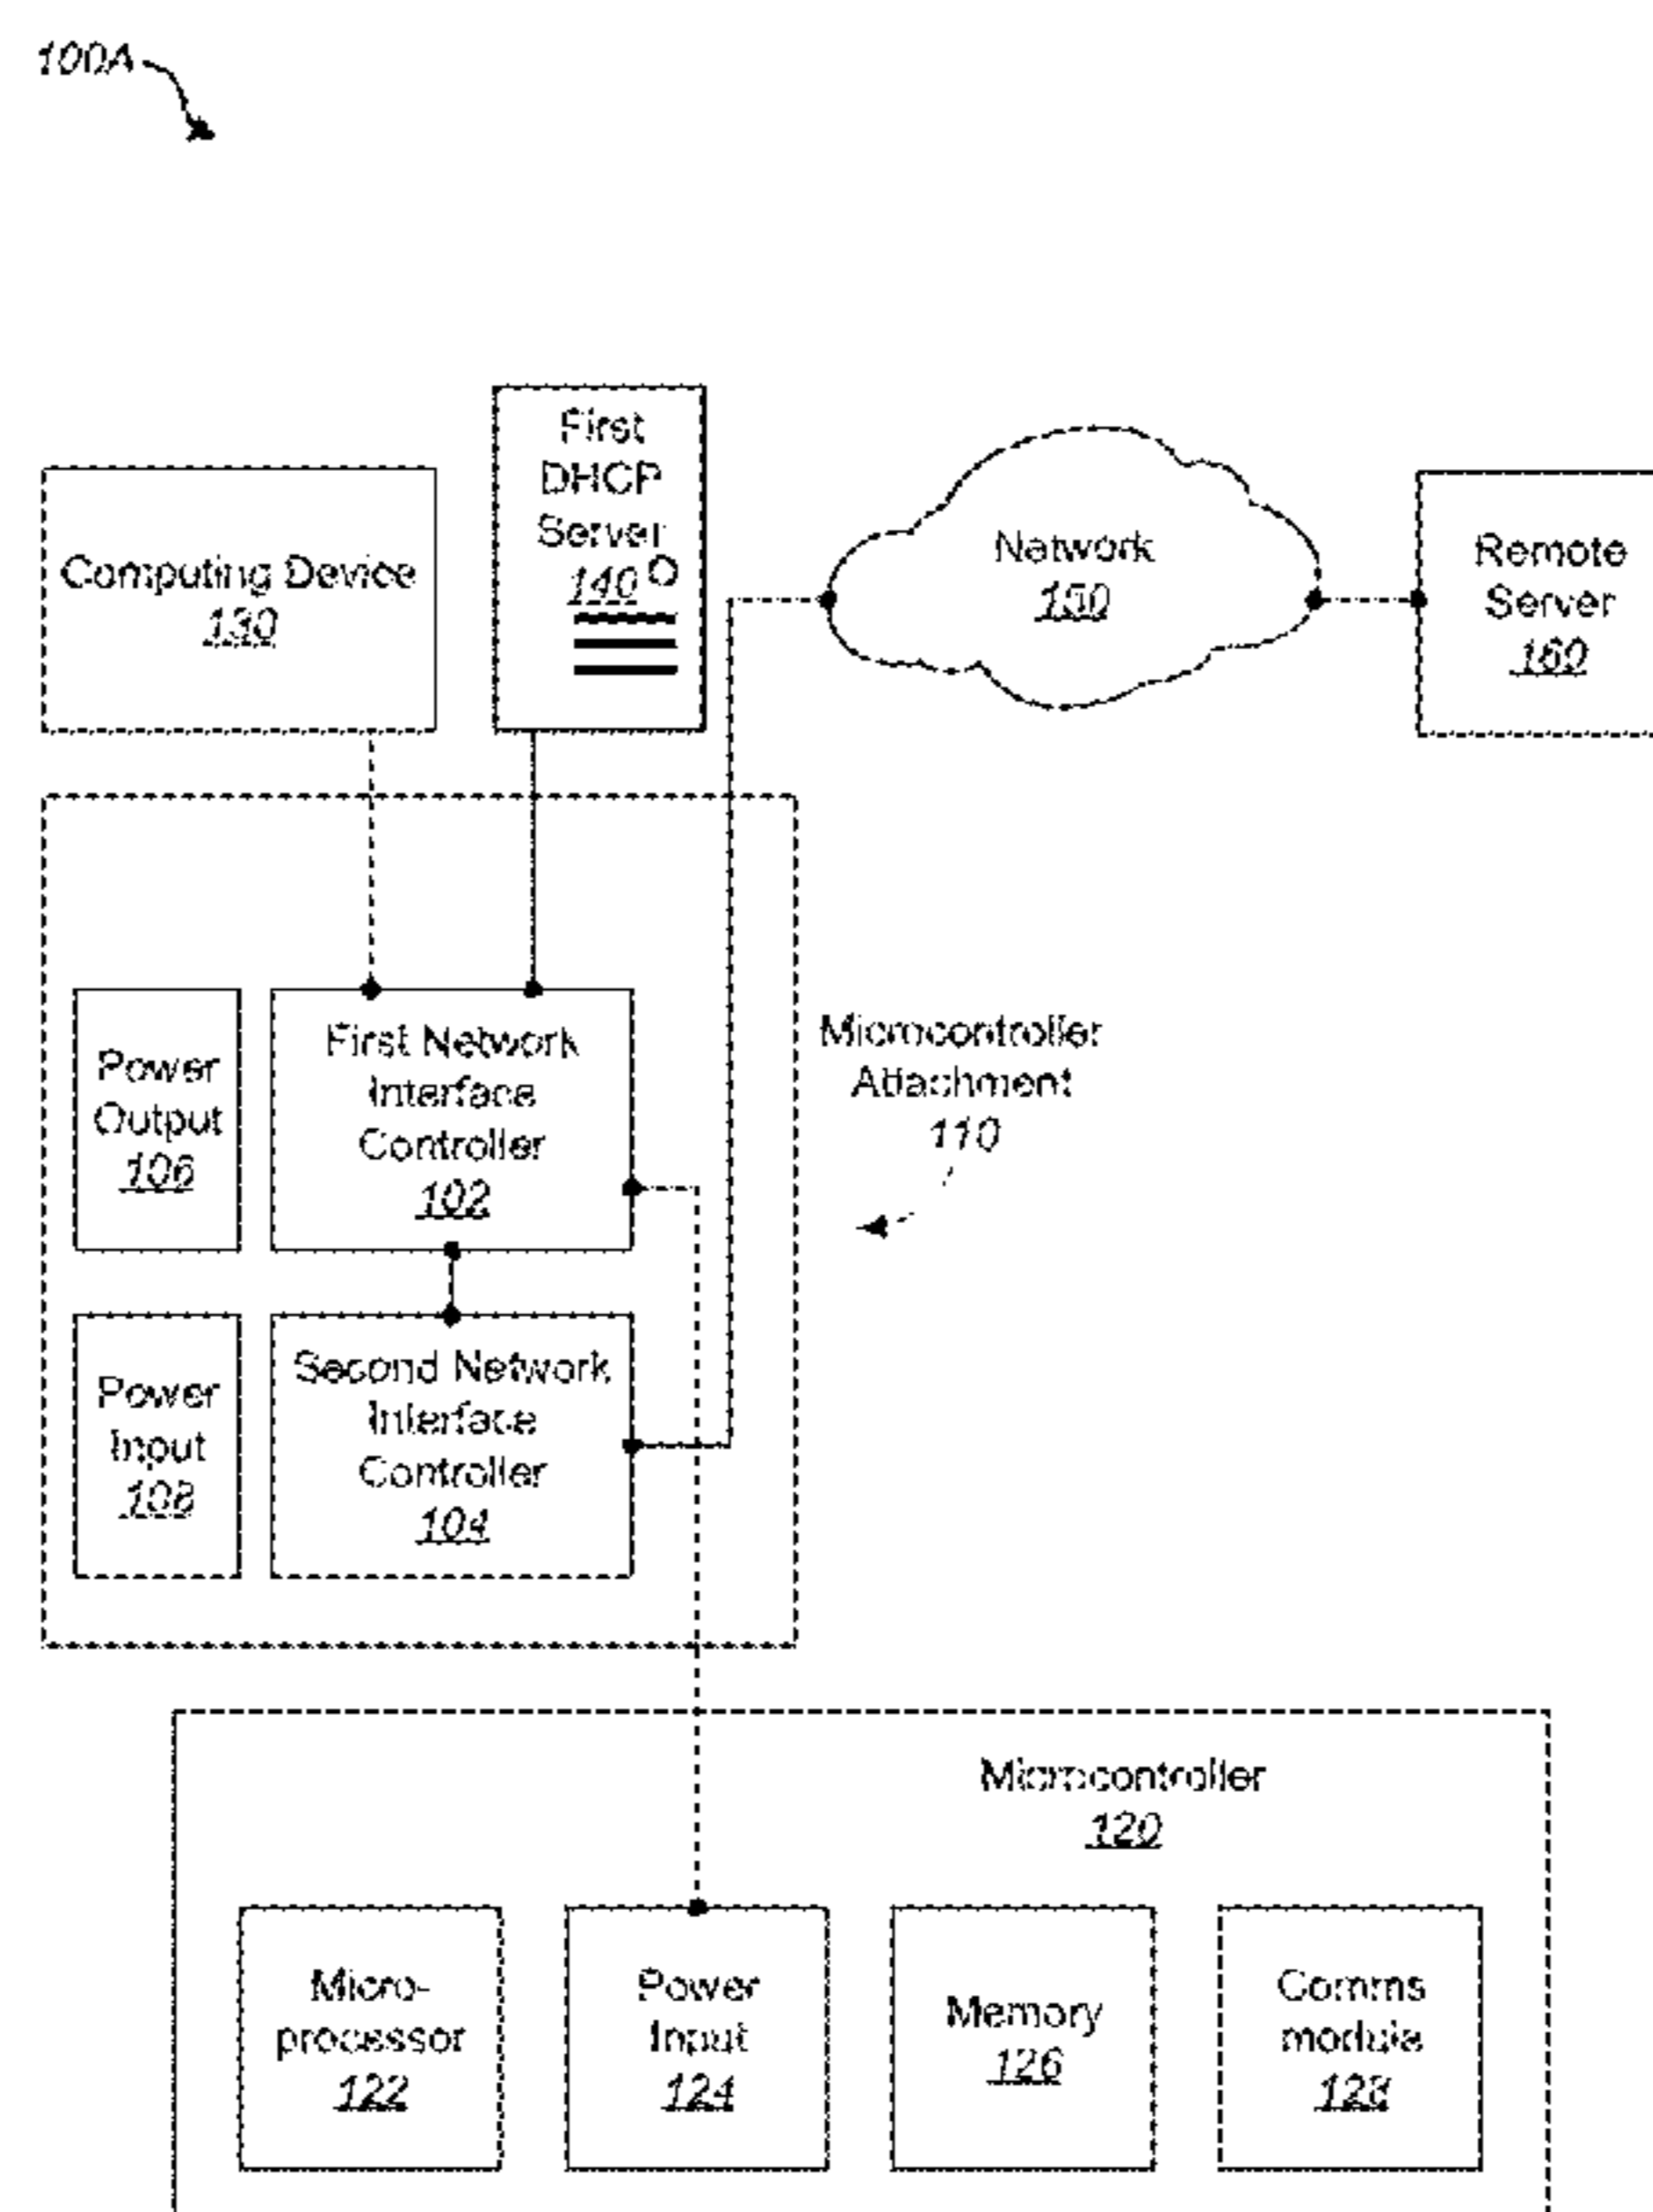 100A
First
DHCP
Server
140
Computing Device
130
Network
150
Remote
Server
160
Power
Output
106
First Network
Interface
Controller
102
Microcontroller
Attachment
110
Power
Input
108
Second Network
Interface
Controller
104
Microcontroller
120
Micro-
processor
122
Power
Input
124
Memory
126
Comms
module
128